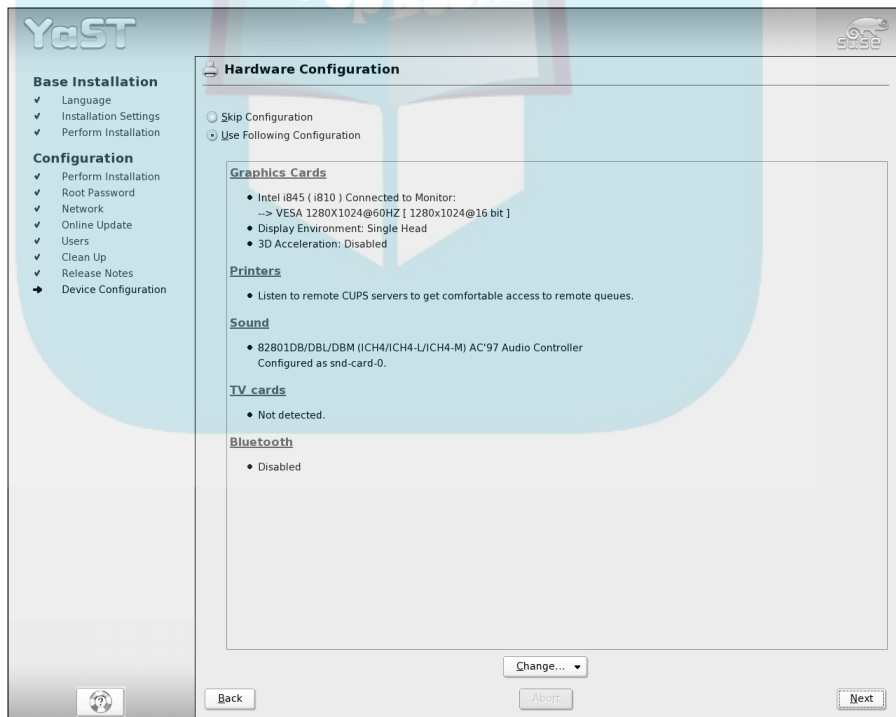 YaST
SUSE
Base Installation
✔ Language
✔ Installation Settings
✔ Perform Installation
Configuration
✔ Perform Installation
✔ Root Password
✔ Network
✔ Online Update
✔ Users
✔ Clean Up
✔ Release Notes
➔ Device Configuration
Hardware Configuration
Skip Configuration
Use Following Configuration
Graphics Cards
• Intel i845 ( i810 ) Connected to Monitor:
--> VESA 1280X1024@60HZ [ 1280x1024@16 bit ]
• Display Environment: Single Head
• 3D Acceleration: Disabled
Printers
• Listen to remote CUPS servers to get comfortable access to remote queues.
Sound
• 82801DB/DBL/DBM (ICH4/ICH4-L/ICH4-M) AC'97 Audio Controller
Configured as snd-card-0.
TV cards
• Not detected.
Bluetooth
• Disabled
Change...
Back
Abort
Next